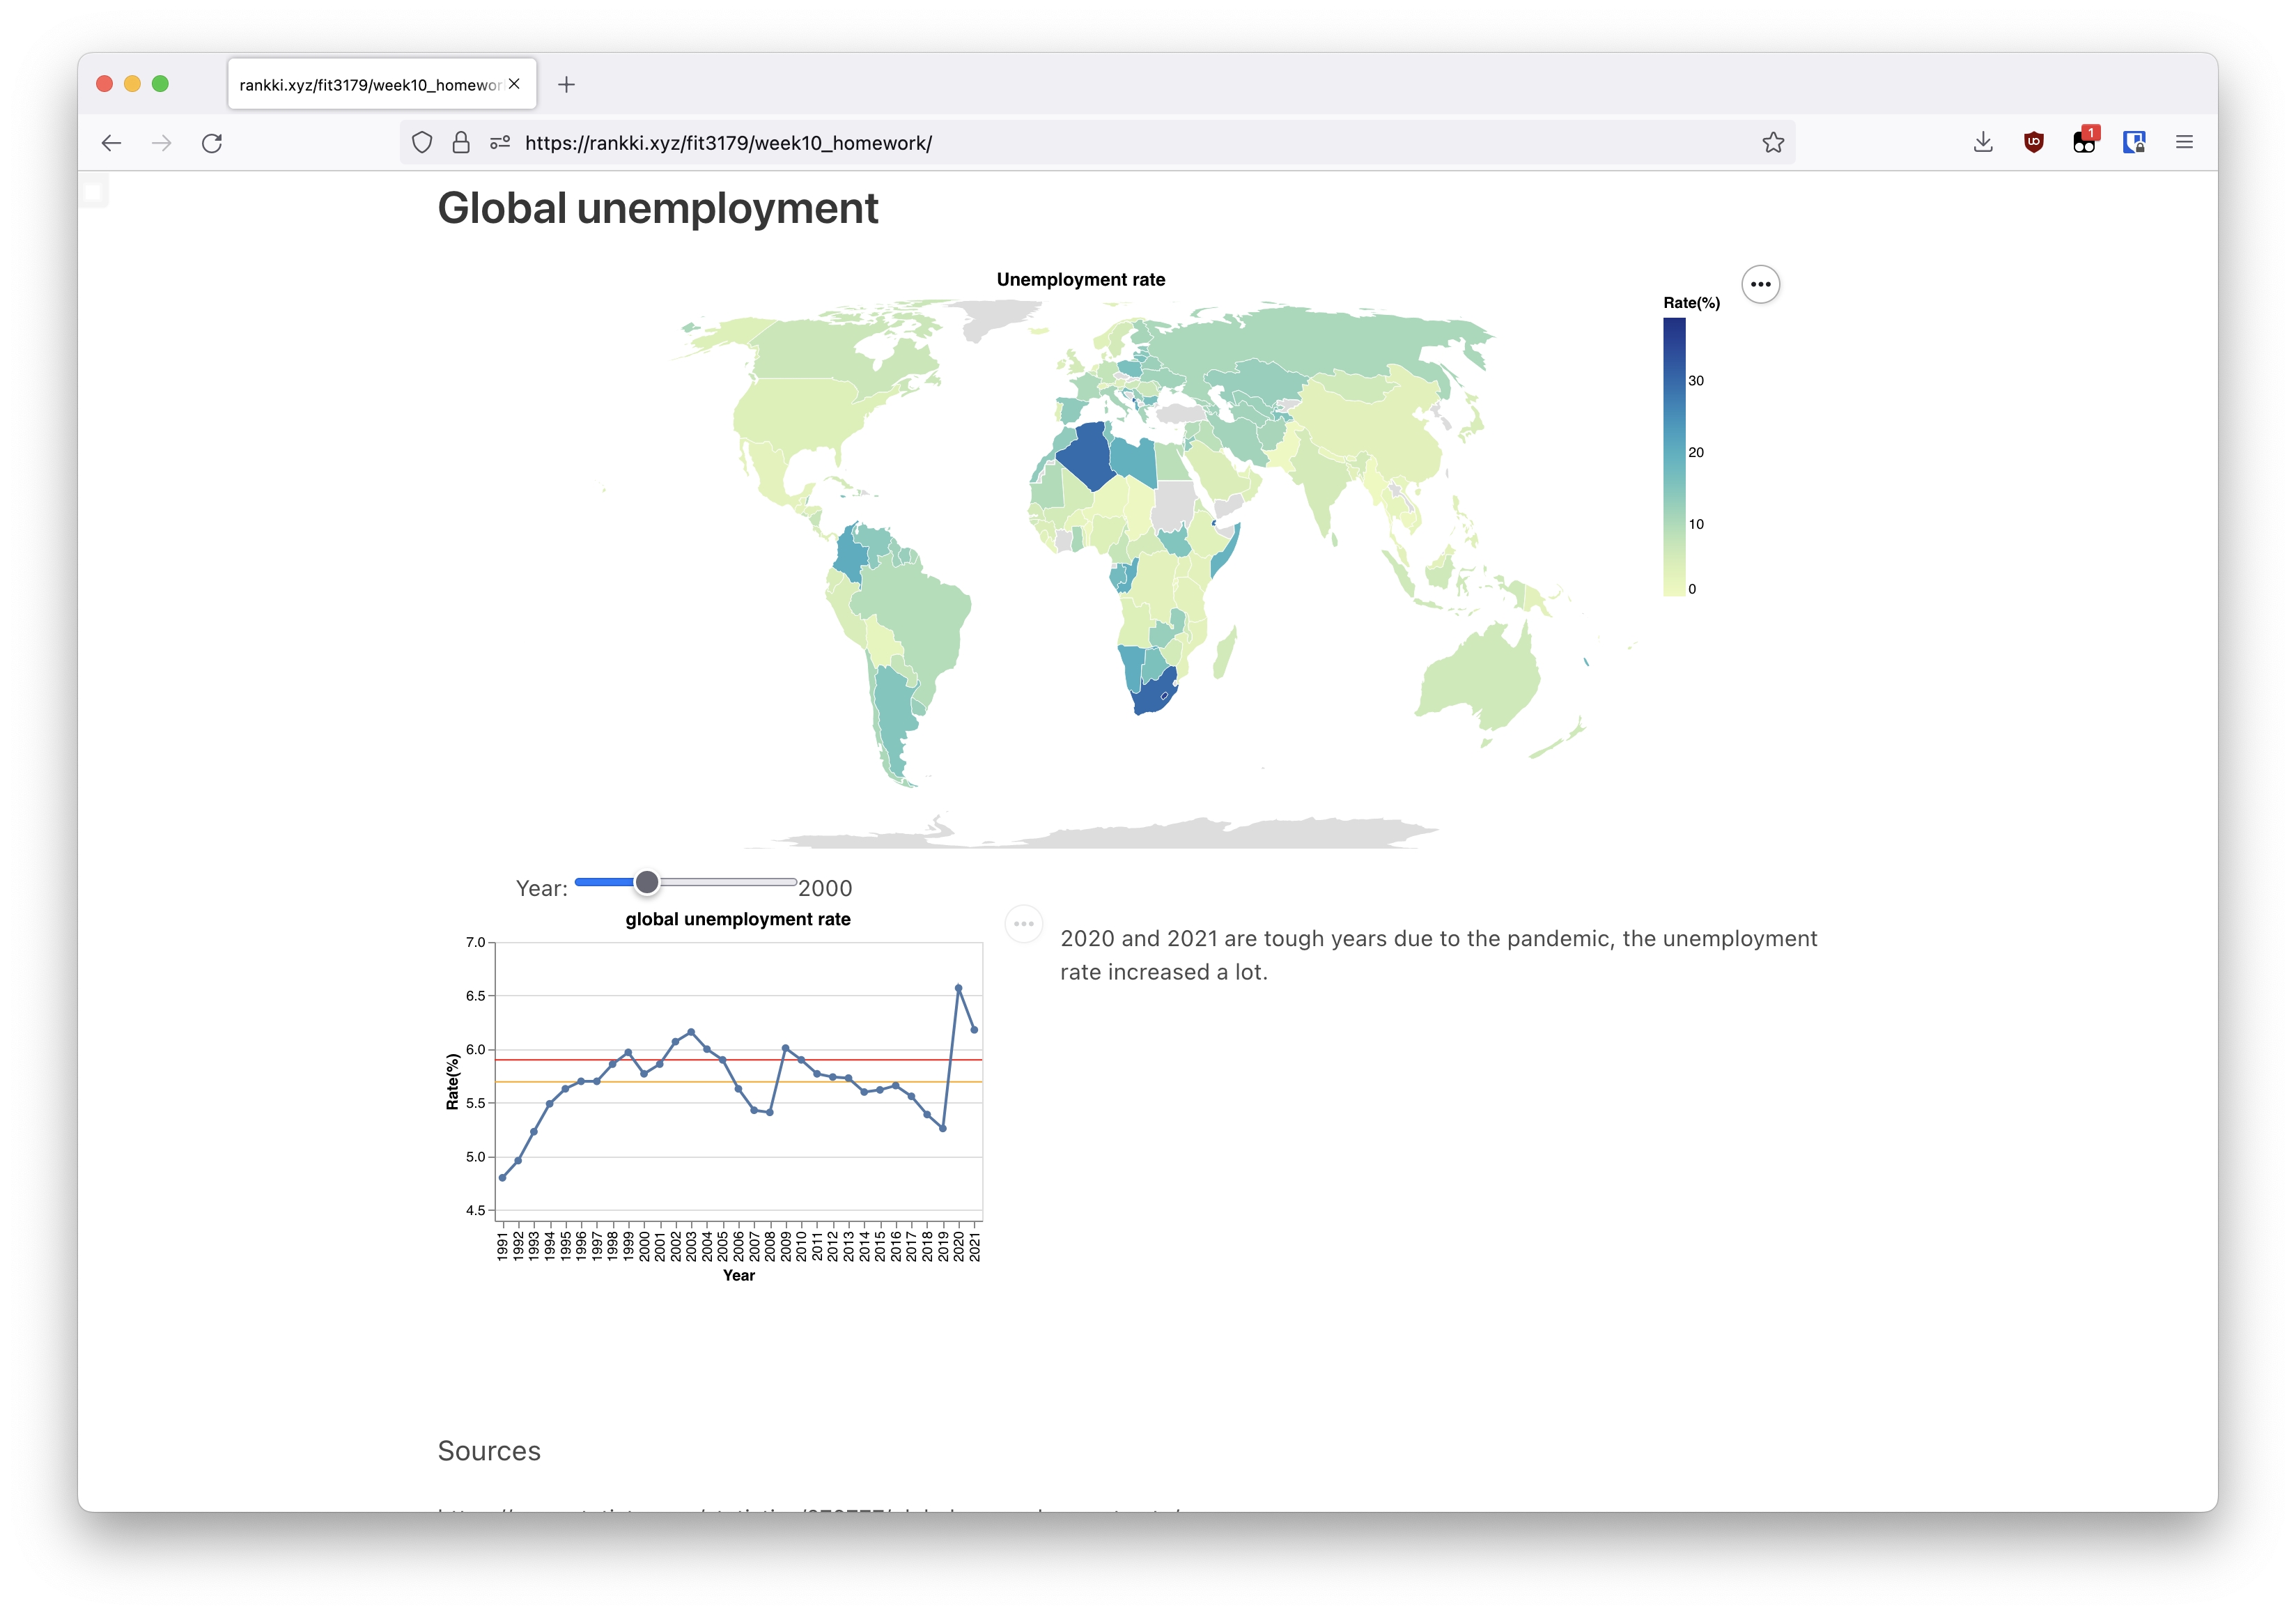 rankki.xyz/fit3179/week10_homewor
https://rankki.xyz/fit3179/week10_homework/
1
Global unemployment
Unemployment rate
Rate(%)
30
20
10
0
Year: 2000
global unemployment rate
7.0
6.5
6.0
5.5
5.0
4.5
Rate(%)
1991 1992 1993 1994 1995 1996 1997 1998 1999 2000 2001 2002 2003 2004 2005 2006 2007 2008 2009 2010 2011 2012 2013 2014 2015 2016 2017 2018 2019 2020 2021
Year
2020 and 2021 are tough years due to the pandemic, the unemployment
rate increased a lot.
Sources